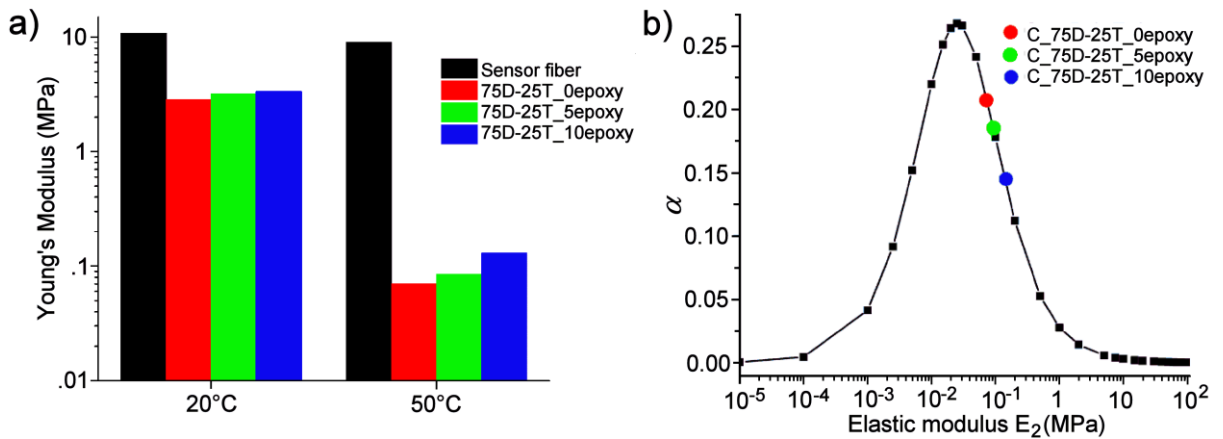 a)
Young's Modulus (MPa)
10
1
.1
.01
20°C
50°C
Sensor fiber
75D-25T_0epoxy
75D-25T_5epoxy
75D-25T_10epoxy
b)
α
0.25
0.20
0.15
0.10
0.05
0.00
10⁻⁵ 10⁻⁴ 10⁻³ 10⁻² 10⁻¹ 10⁰ 10¹ 10²
Elastic modulus E₂(MPa)
C_75D-25T_0epoxy
C_75D-25T_5epoxy
C_75D-25T_10epoxy